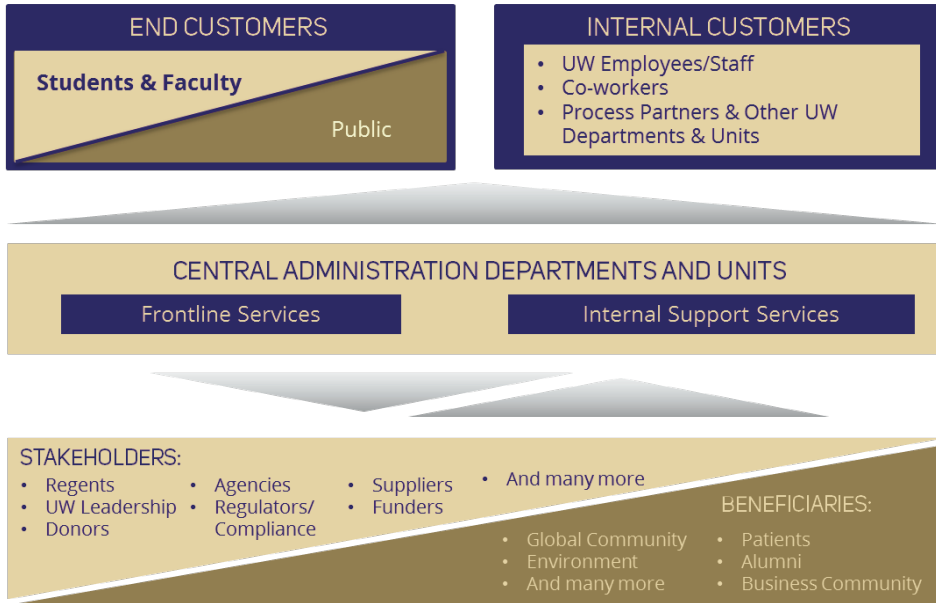 END CUSTOMERS
Students & Faculty
Public
INTERNAL CUSTOMERS
• UW Employees/Staff
• Co-workers
• Process Partners & Other UW
Departments & Units
CENTRAL ADMINISTRATION DEPARTMENTS AND UNITS
Frontline Services
Internal Support Services
STAKEHOLDERS:
• Regents
• UW Leadership
• Donors
• Agencies
• Regulators/
Compliance
• Suppliers
• Funders
• And many more
BENEFICIARIES:
• Global Community
• Environment
• And many more
• Patients
• Alumni
• Business Community